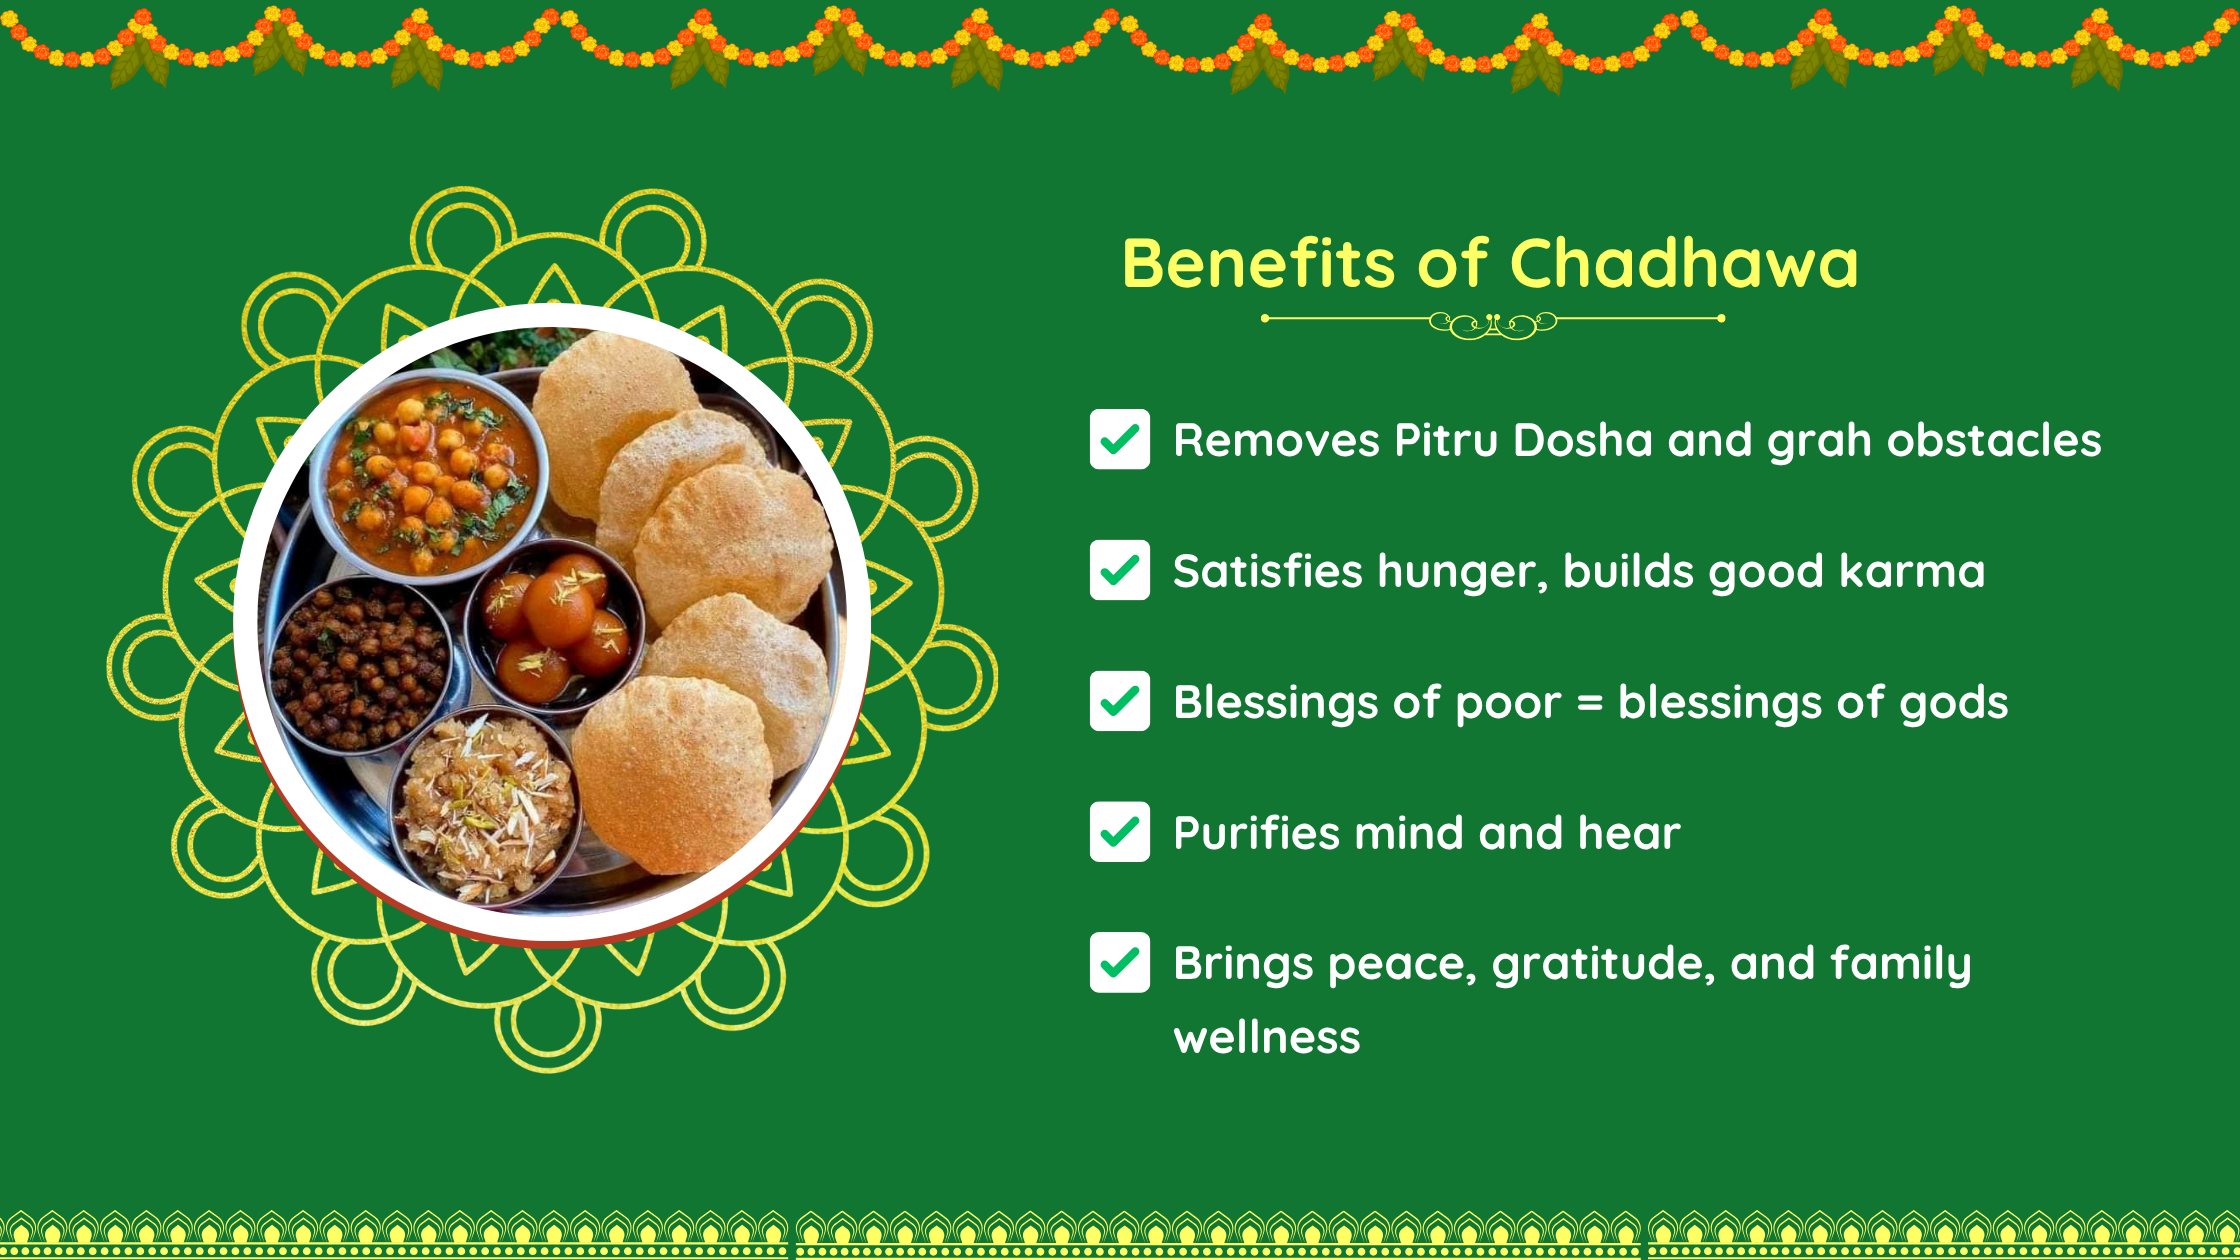 Benefits of Chadhawa
Removes Pitru Dosha and grah obstacles
Satisfies hunger, builds good karma
Blessings of poor = blessings of gods
Purifies mind and hear
Brings peace, gratitude, and family
wellness